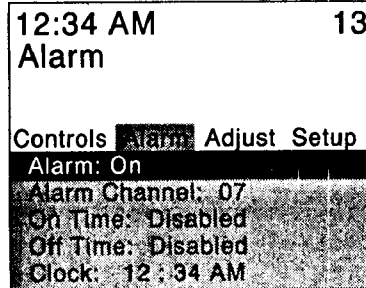 12:34 AM 13
Alarm
Controls Alarm Adjust Setup
Alarm: On
Alarm Channel: 07
On Time: Disabled
Off Time: Disabled
Clock: 12 : 34 AM